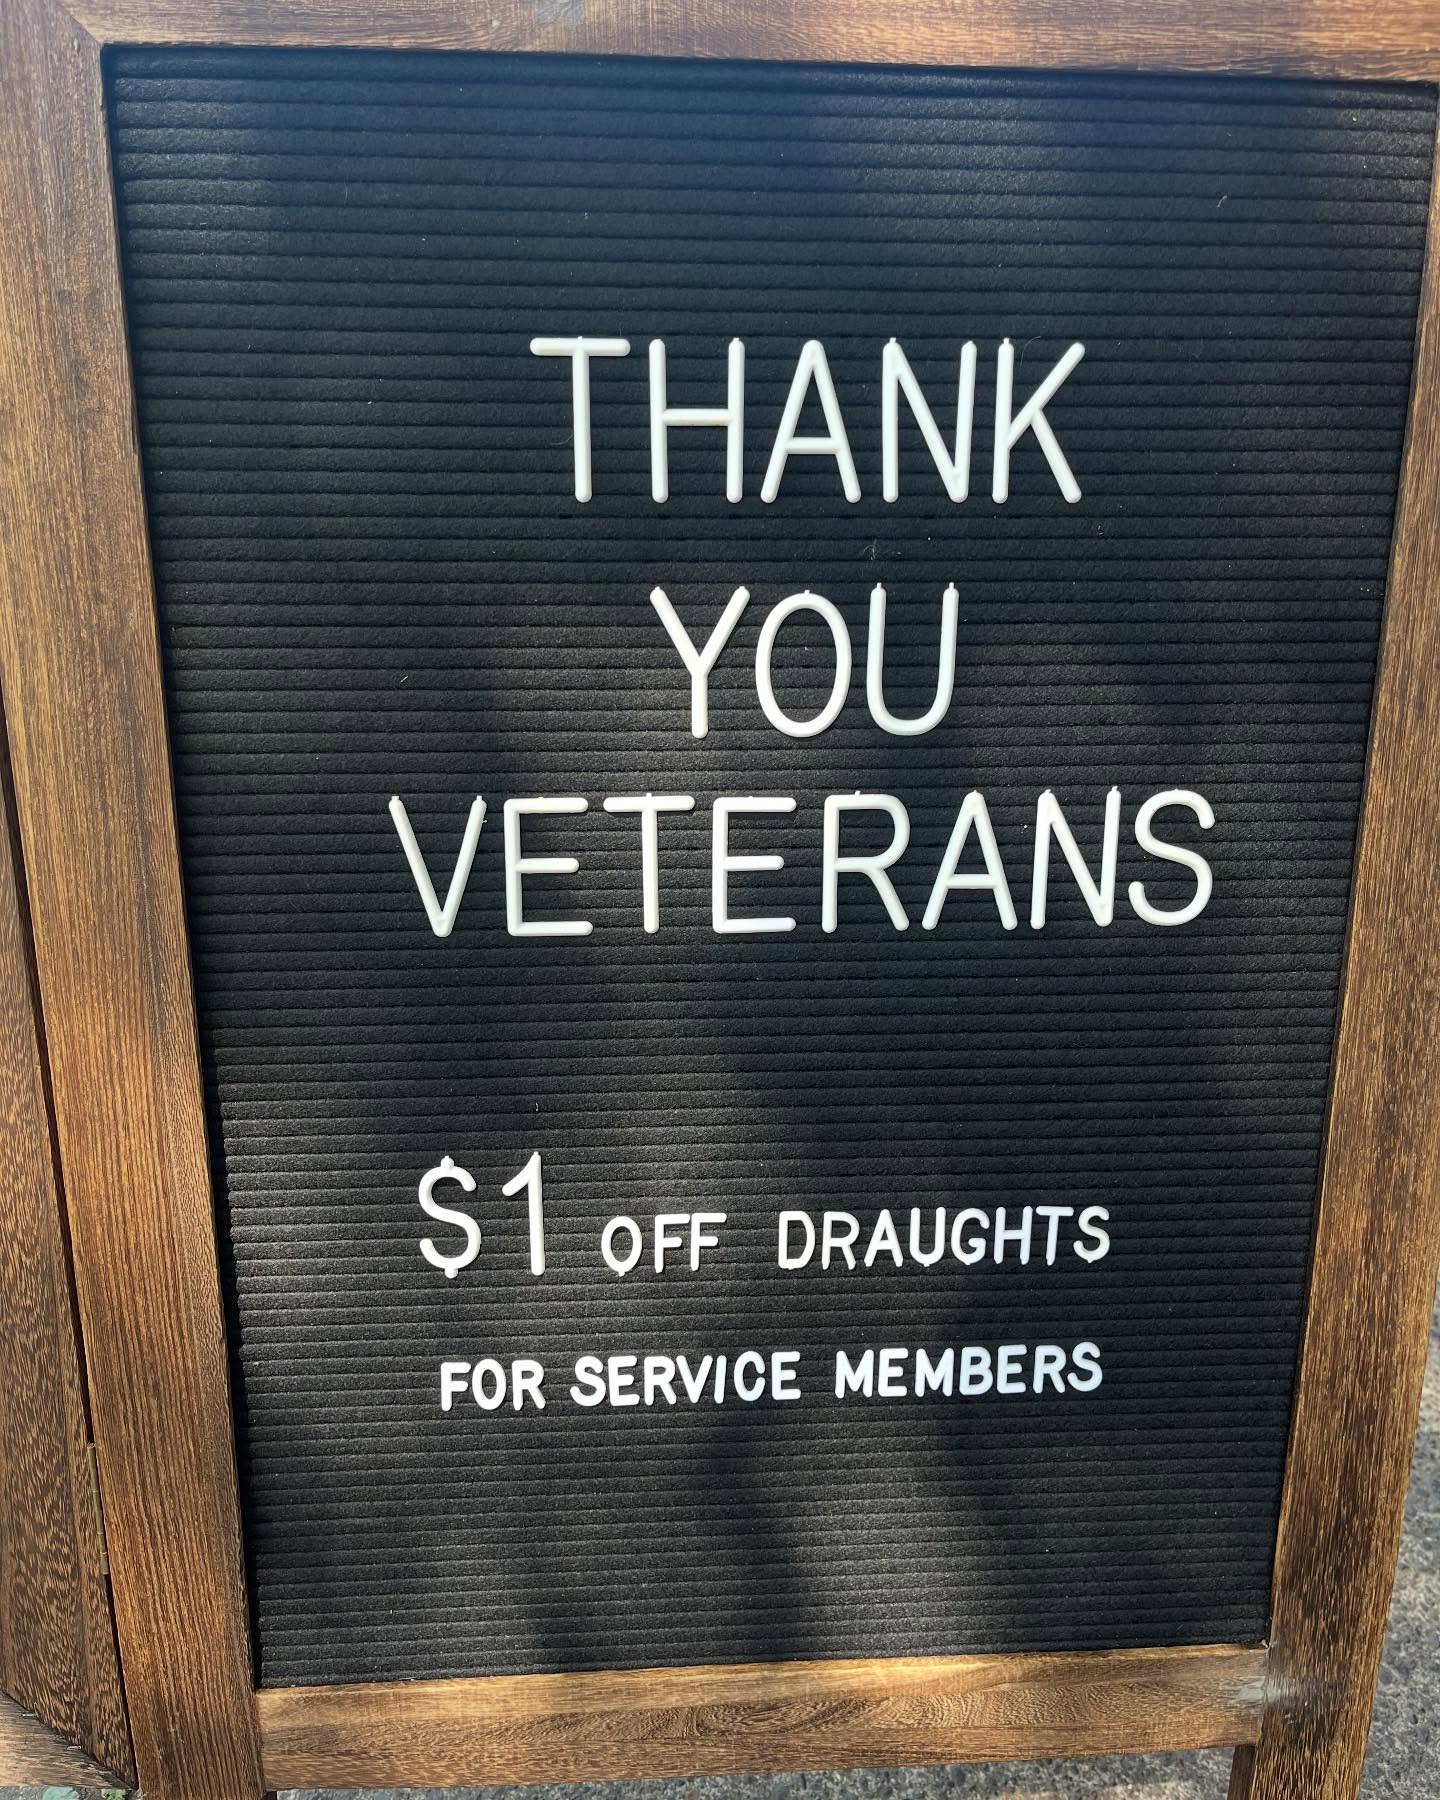 THANK
YOU
VETERANS
$1 OFF DRAUGHTS
FOR SERVICE MEMBERS